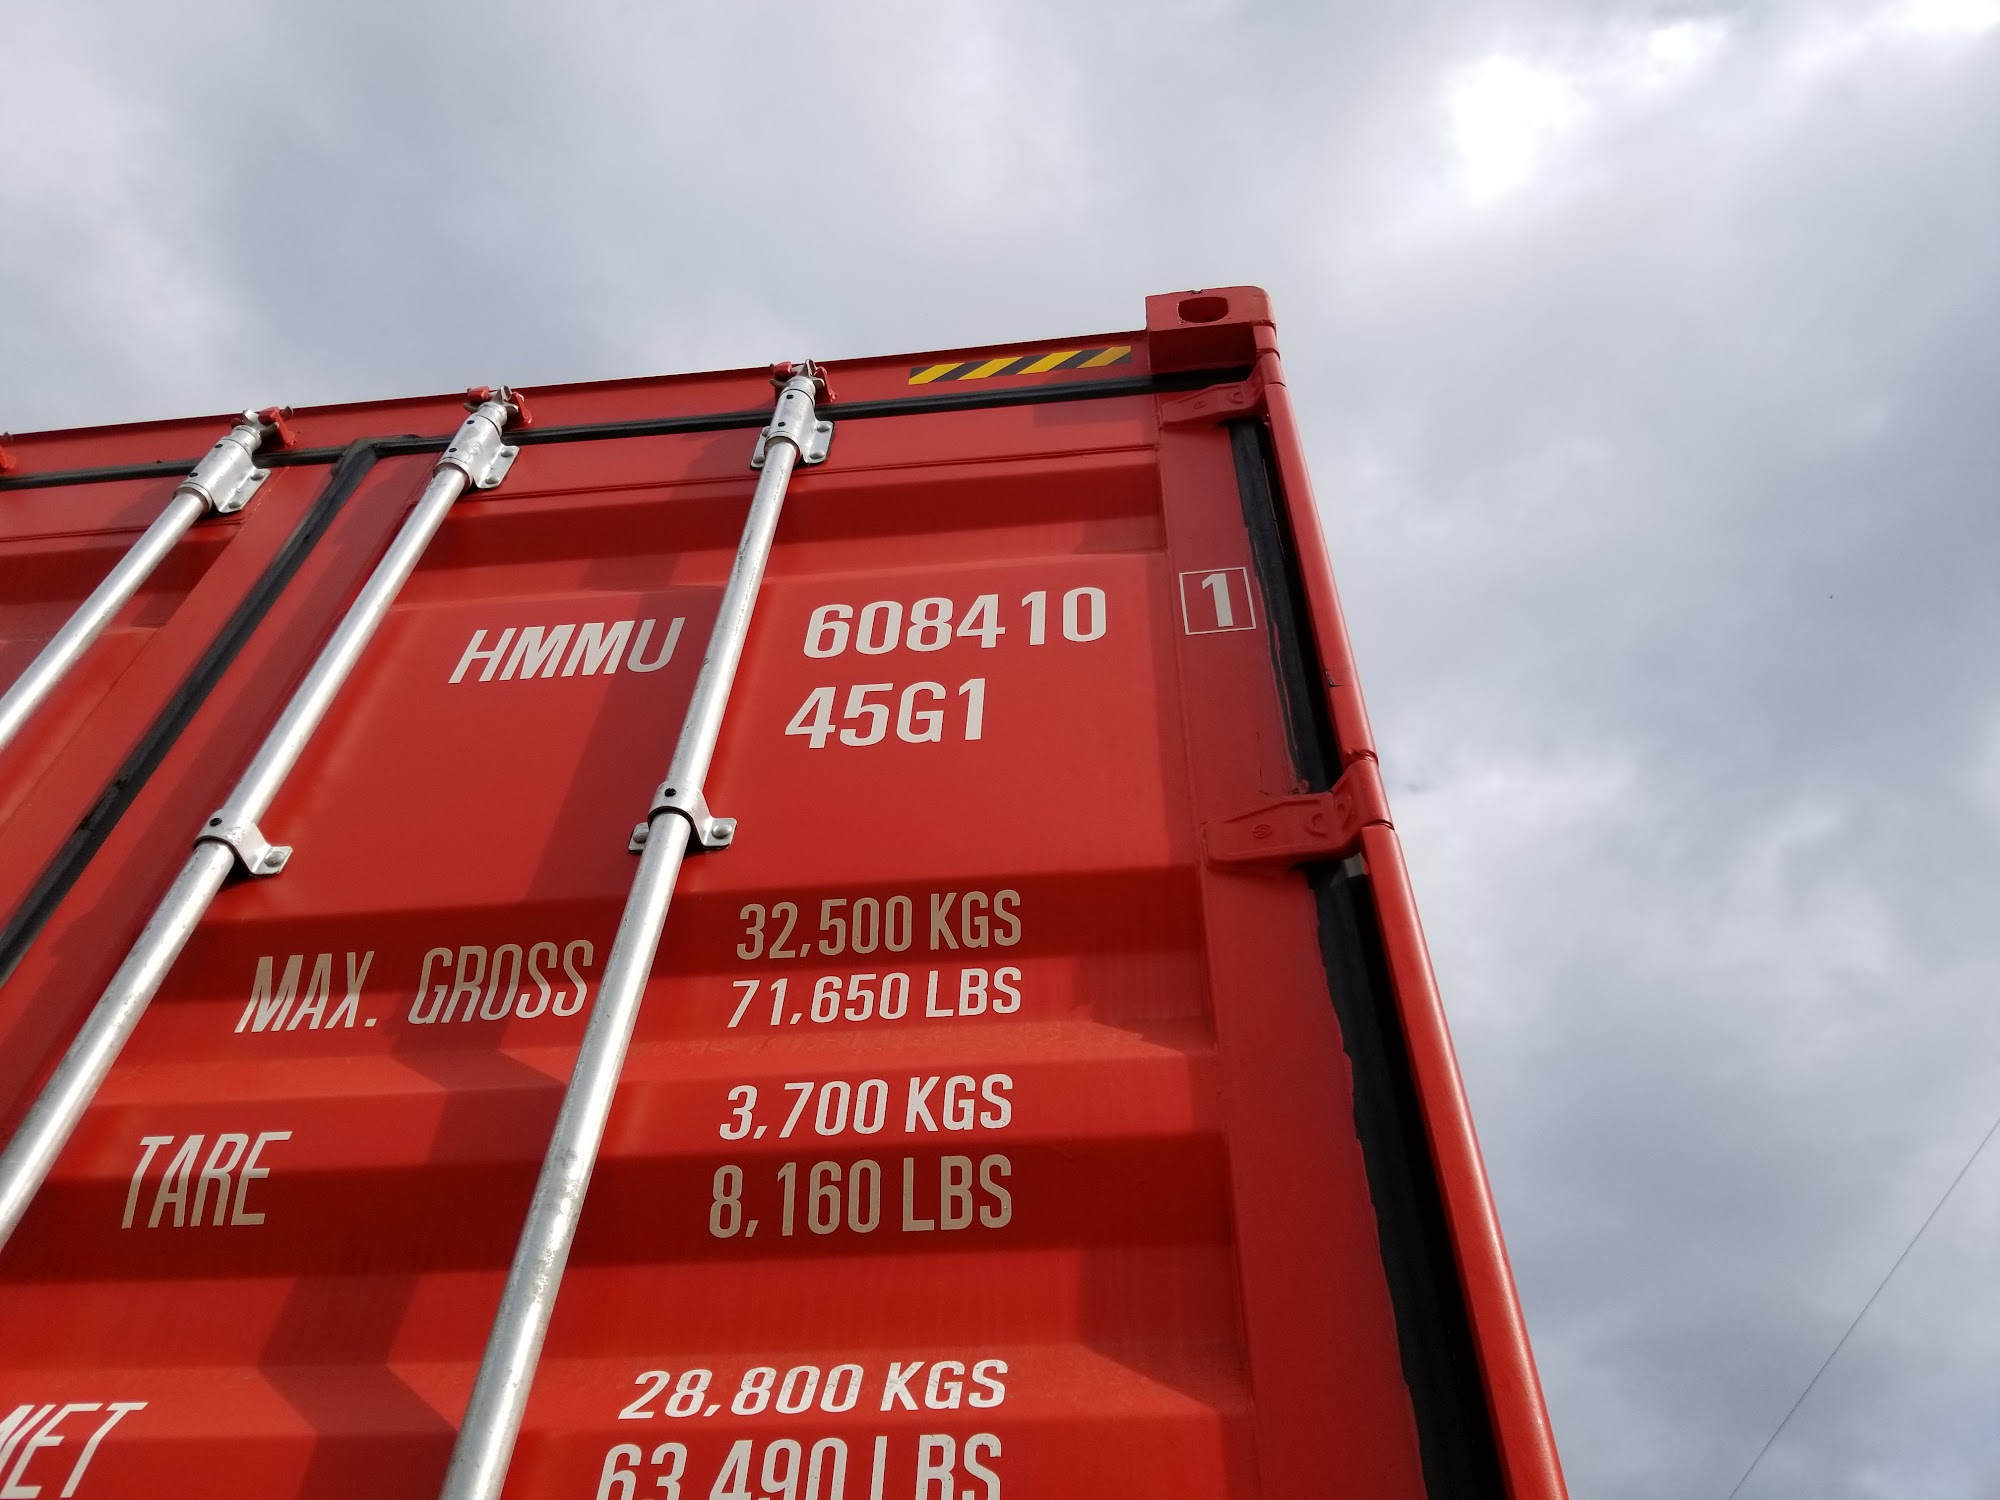 HMMU 608410 1
45G1
MAX. GROSS 32,500 KGS
71,650 LBS
TARE 3,700 KGS
8,160 LBS
NET 28,800 KGS
63,490 LBS